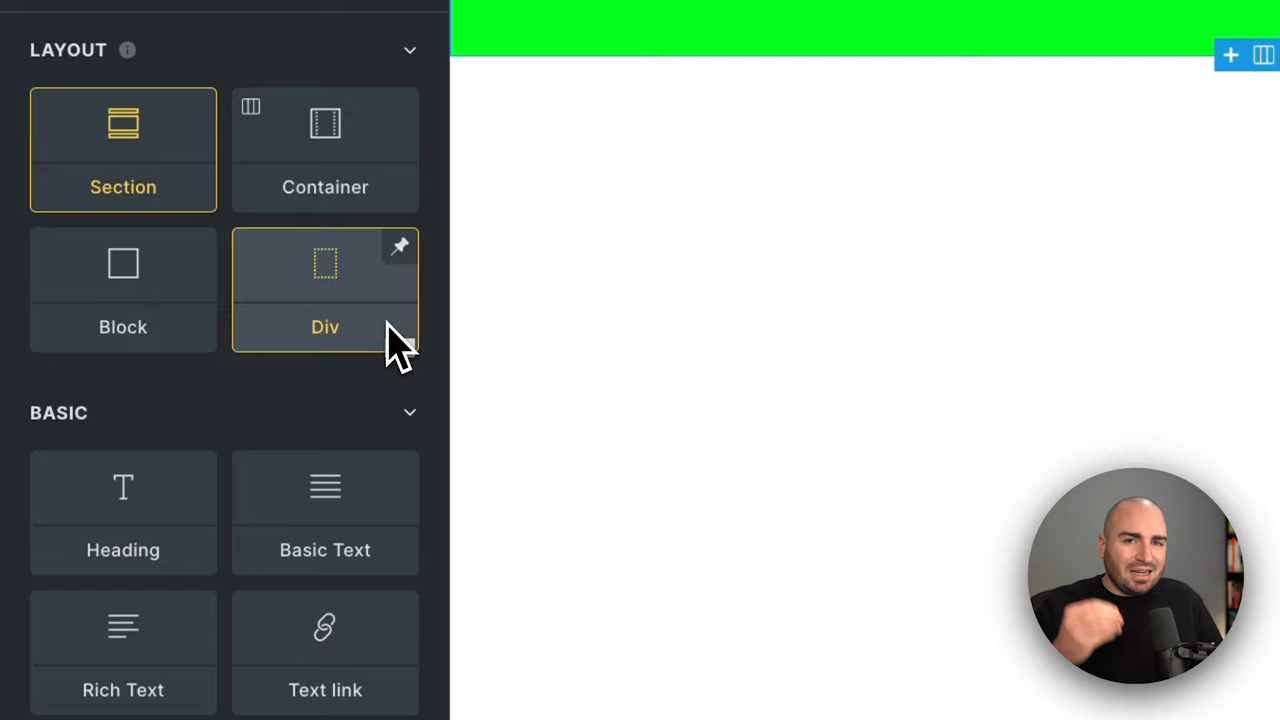 LAYOUT
Section
Container
Block
Div
BASIC
Heading
Basic Text
Rich Text
Text link